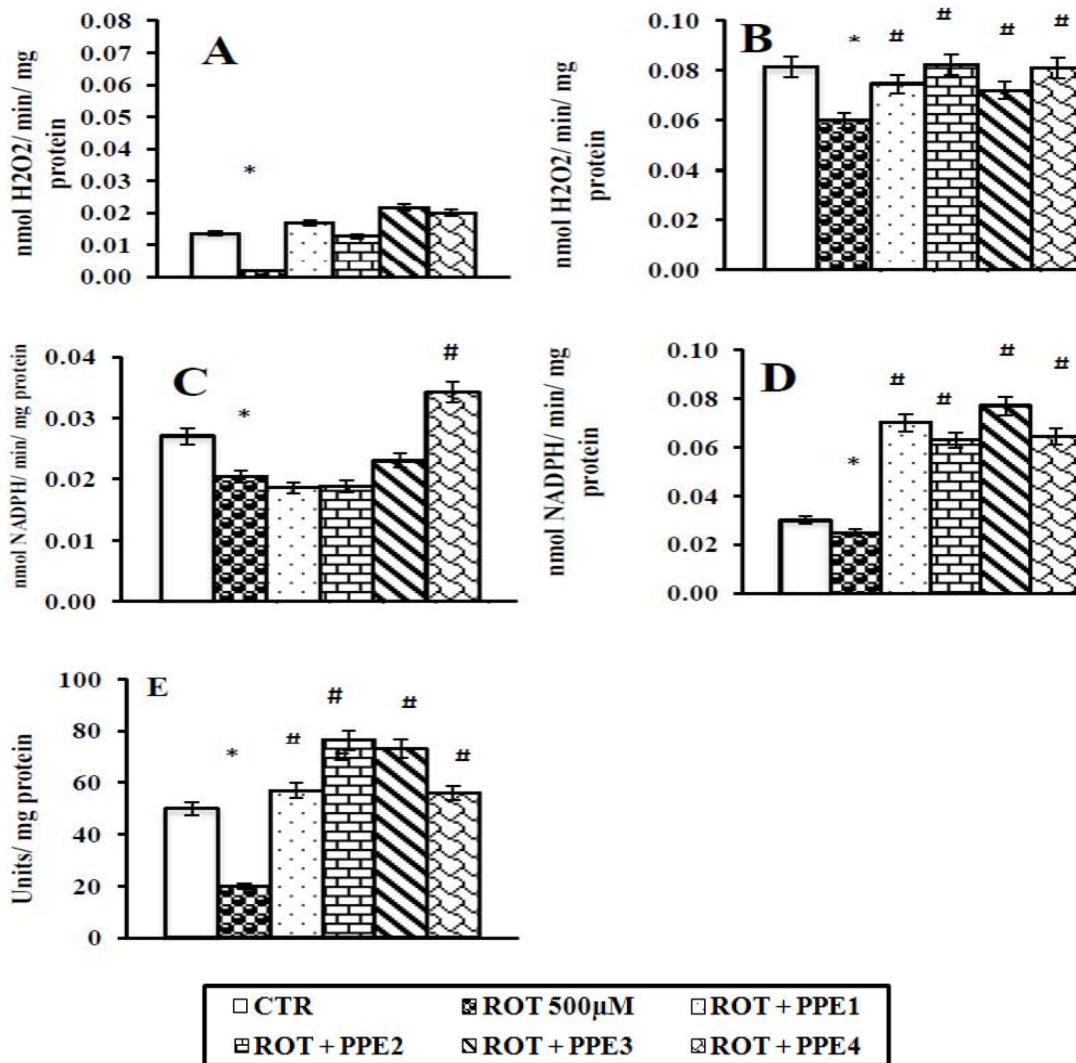 A
nmol H2O2/ min/ mg
protein
0.08
0.07
0.06
0.05
0.04
0.03
0.02
0.01
0.00
*
B
nmol H2O2/ min/ mg
protein
0.10
0.08
0.06
0.04
0.02
0.00
* # # # #
C
nmol NADPH/ min/ mg protein
0.04
0.03
0.02
0.01
0.00
* #
D
nmol NADPH/ min/ mg
protein
0.10
0.08
0.06
0.04
0.02
0.00
* # # # #
E
Units/ mg protein
100
80
60
40
20
0
* # # # # #
CTR ROT 500µM ROT + PPE1
ROT + PPE2 ROT + PPE3 ROT + PPE4